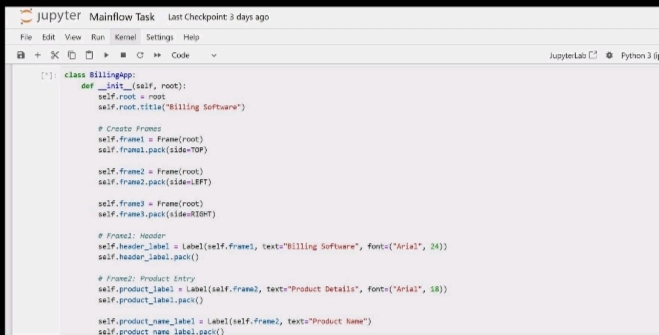 jupyter Mainflow Task Last Checkpoint: 3 days ago
File Edit View Run Kernel Settings Help
Code JupyterLab Python 3 (ip
[*]: class BillingApp:
def __init__(self, root):
self.root = root
self.root.title("Billing Software")
# Create Frames
self.frame1 = Frame(root)
self.frame1.pack(side=TOP)
self.frame2 = Frame(root)
self.frame2.pack(side=LEFT)
self.frame3 = Frame(root)
self.frame3.pack(side=RIGHT)
# Frame1: Header
self.header_label = Label(self.frame1, text="Billing Software", font=("Arial", 24))
self.header_label.pack()
# Frame2: Product Entry
self.product_label = Label(self.frame2, text="Product Details", font=("Arial", 18))
self.product_label.pack()
self.product_name_label = Label(self.frame2, text="Product Name")
self.product_name_label.pack()